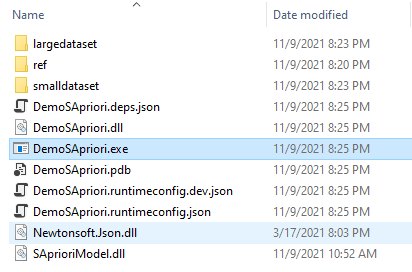 Name Date modified
largedataset 11/9/2021 8:23 PM
ref 11/9/2021 8:20 PM
smalldataset 11/9/2021 8:23 PM
DemoSApriori.deps.json 11/9/2021 8:25 PM
DemoSApriori.dll 11/9/2021 8:25 PM
DemoSApriori.exe 11/9/2021 8:25 PM
DemoSApriori.pdb 11/9/2021 8:25 PM
DemoSApriori.runtimeconfig.dev.json 11/9/2021 8:25 PM
DemoSApriori.runtimeconfig.json 11/9/2021 8:25 PM
Newtonsoft.Json.dll 3/17/2021 8:03 PM
SAprioriModel.dll 11/9/2021 10:52 AM